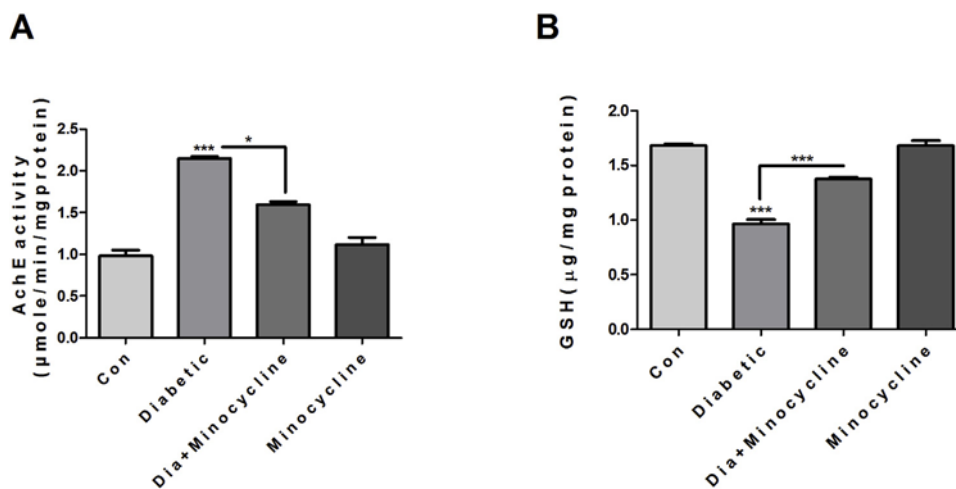 A
AchE activity
(μmole/min/mgprotein)
2.5
2.0
1.5
1.0
0.5
0.0
***
*
Con
Diabetic
Dia+Minocycline
Minocycline
B
GSH(μg/mg protein)
2.0
1.5
1.0
0.5
0.0
***
***
Con
Diabetic
Dia+Minocycline
Minocycline